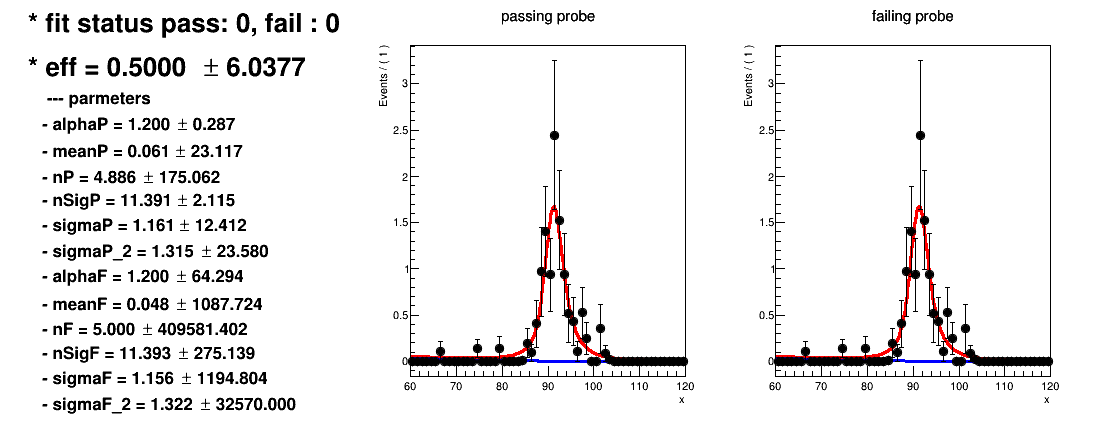 * fit status pass: 0, fail : 0
* eff = 0.5000 ± 6.0377
--- parmeters
- alphaP = 1.200 ± 0.287
- meanP = 0.061 ± 23.117
- nP = 4.886 ± 175.062
- nSigP = 11.391 ± 2.115
- sigmaP = 1.161 ± 12.412
- sigmaP_2 = 1.315 ± 23.580
- alphaF = 1.200 ± 64.294
- meanF = 0.048 ± 1087.724
- nF = 5.000 ± 409581.402
- nSigF = 11.393 ± 275.139
- sigmaF = 1.156 ± 1194.804
- sigmaF_2 = 1.322 ± 32570.000
passing probe
Events / ( 1 )
3
2.5
2
1.5
1
0.5
0
60 70 80 90 100 110 120
x
failing probe
Events / ( 1 )
3
2.5
2
1.5
1
0.5
0
60 70 80 90 100 110 120
x